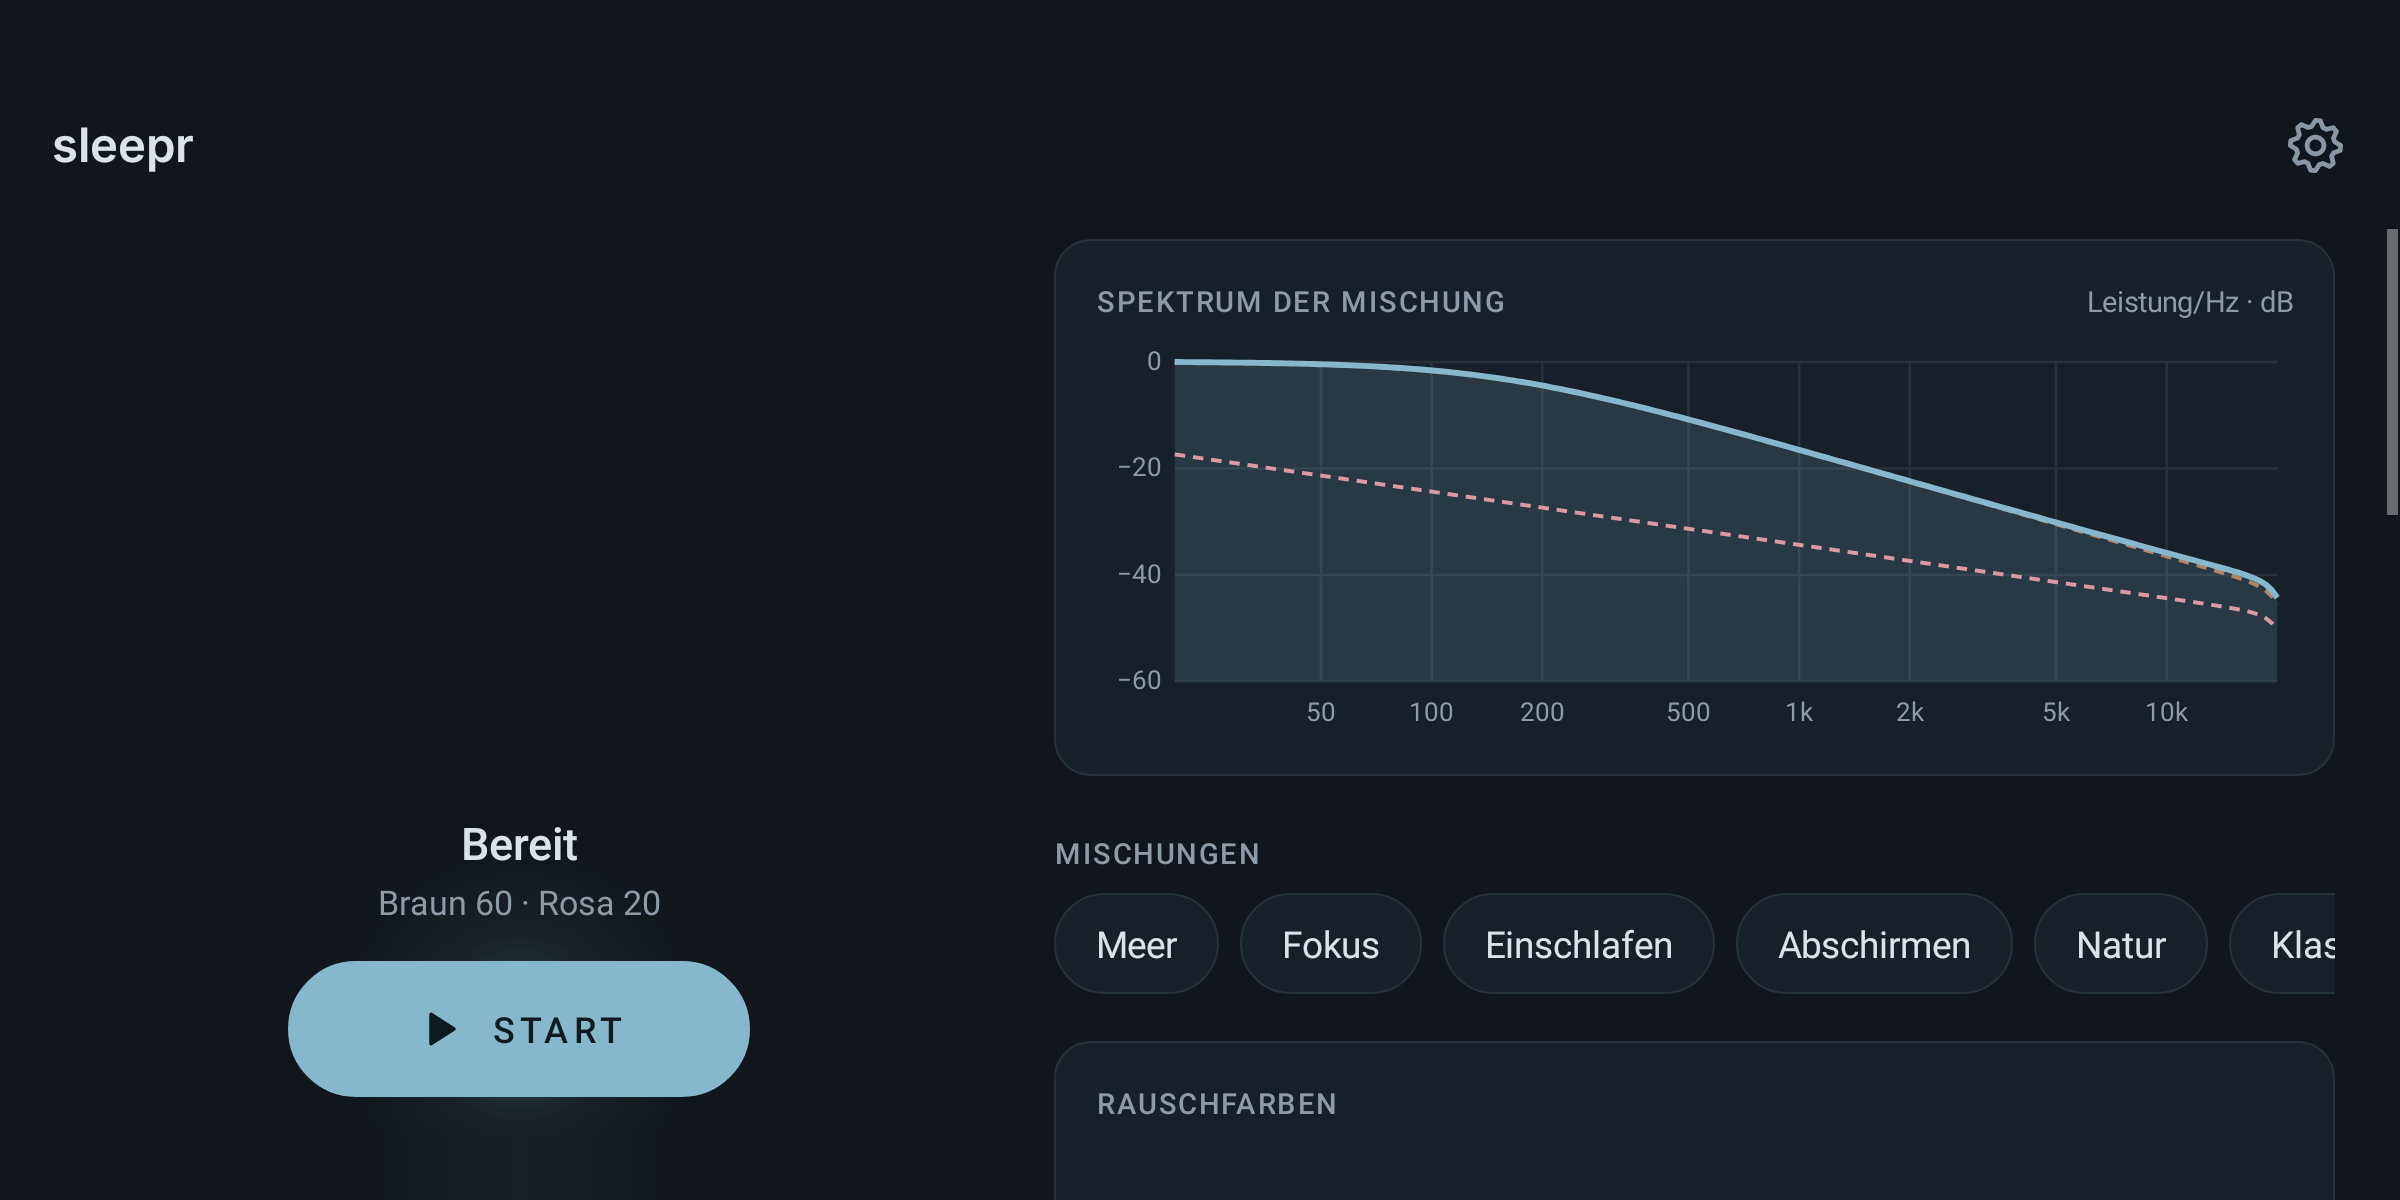 sleepr
SPEKTRUM DER MISCHUNG
Leistung/Hz · dB
0
−20
−40
−60
50 100 200 500 1k 2k 5k 10k
Bereit
Braun 60 · Rosa 20
START
MISCHUNGEN
Meer Fokus Einschlafen Abschirmen Natur Klas
RAUSCHFARBEN